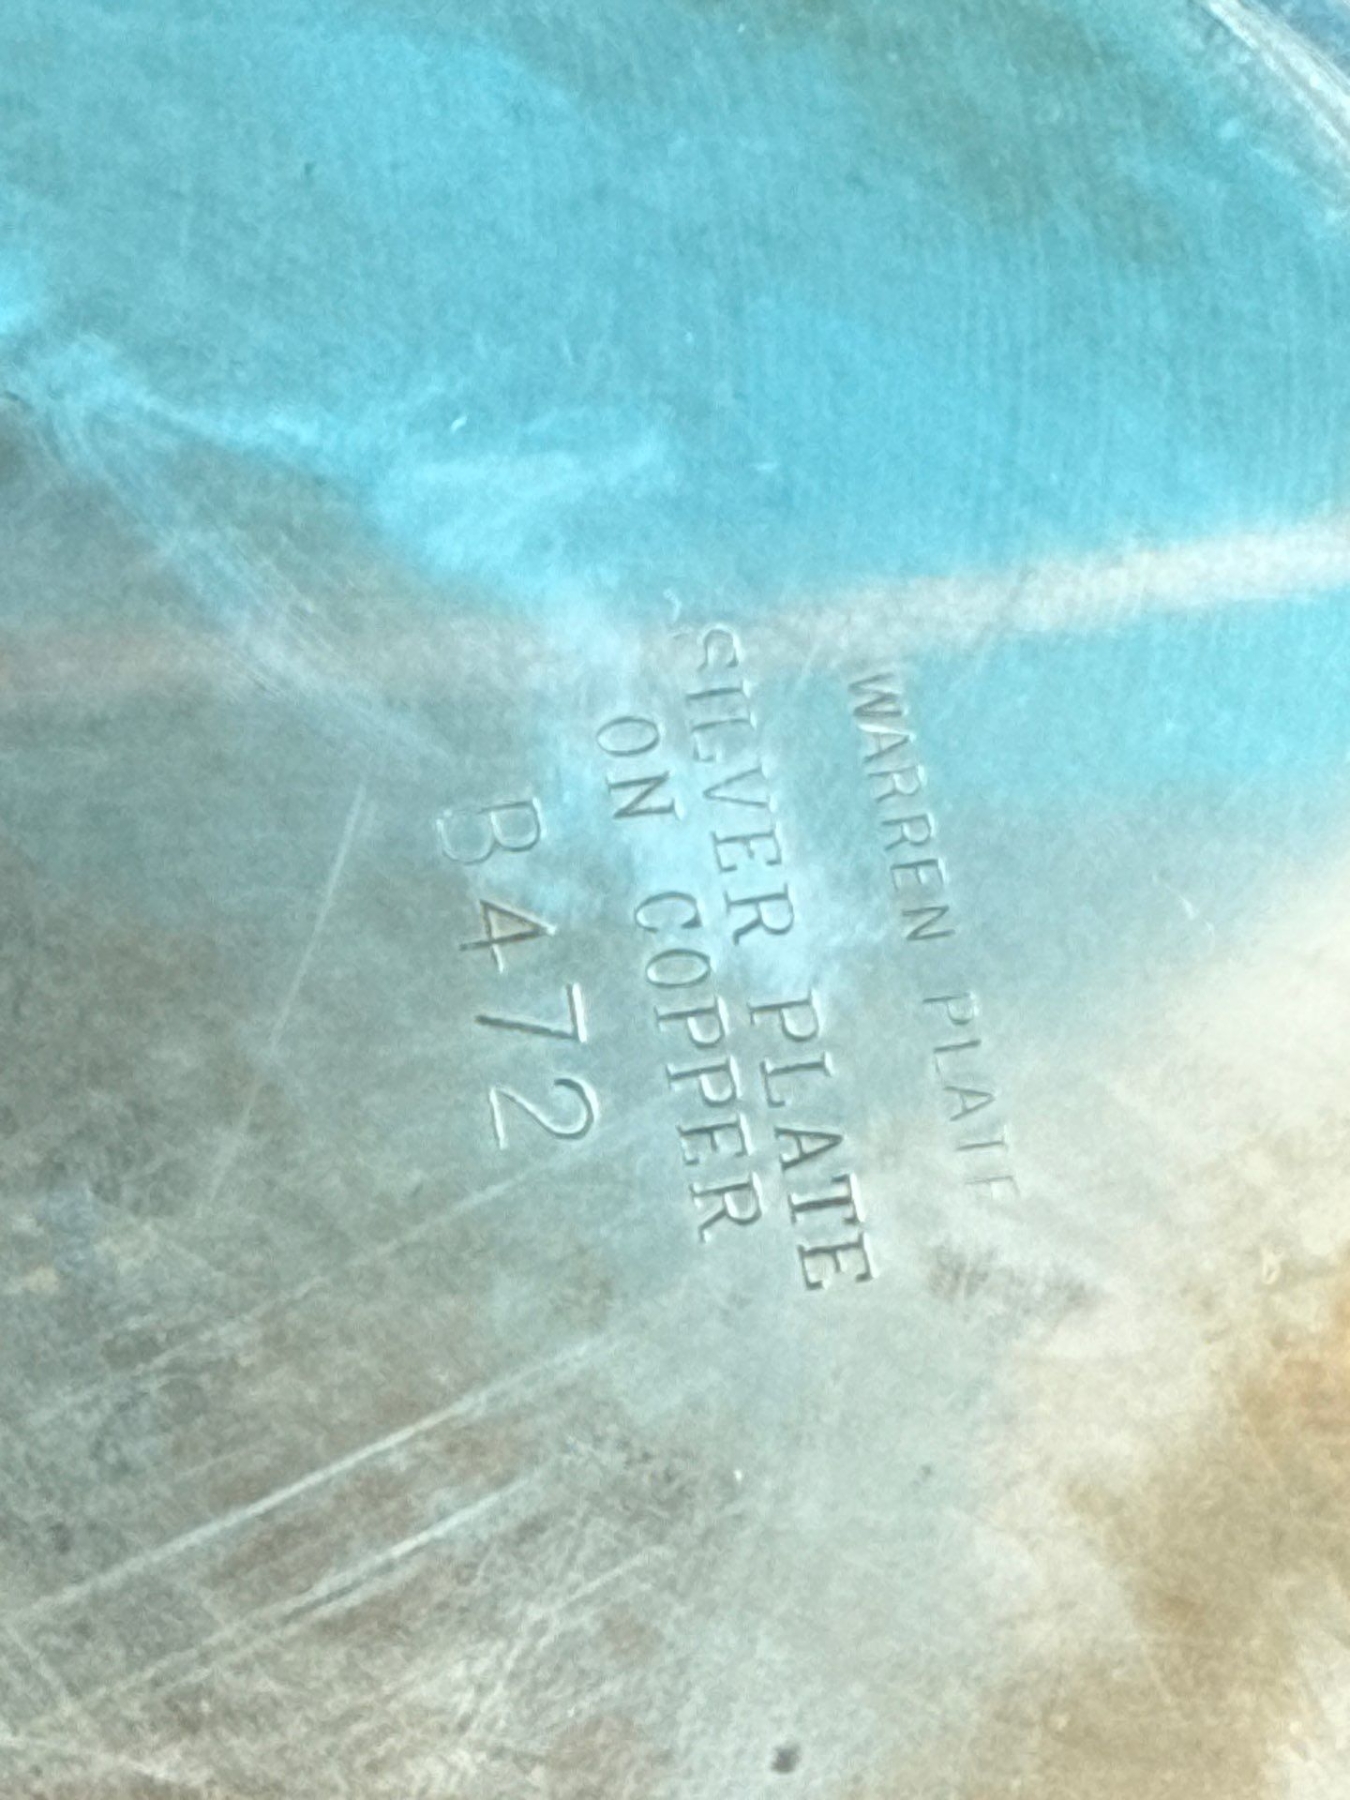 WARREN PLATE
SILVER PLATE
ON COPPER
B472